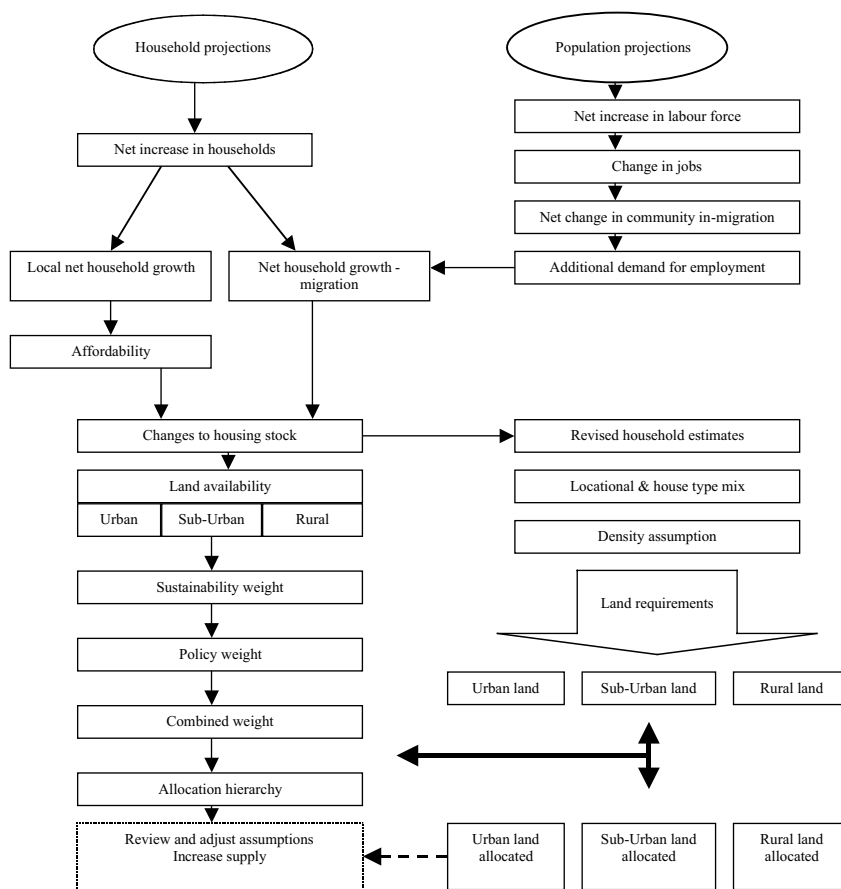 Household projections
Population projections
Net increase in labour force
Net increase in households
Change in jobs
Net change in community in-migration
Local net household growth
Net household growth -
migration
Additional demand for employment
Affordability
Changes to housing stock
Revised household estimates
Land availability
Locational & house type mix
Urban
Sub-Urban
Rural
Density assumption
Sustainability weight
Land requirements
Policy weight
Urban land
Sub-Urban land
Rural land
Combined weight
Allocation hierarchy
Review and adjust assumptions
Increase supply
Urban land
allocated
Sub-Urban land
allocated
Rural land
allocated